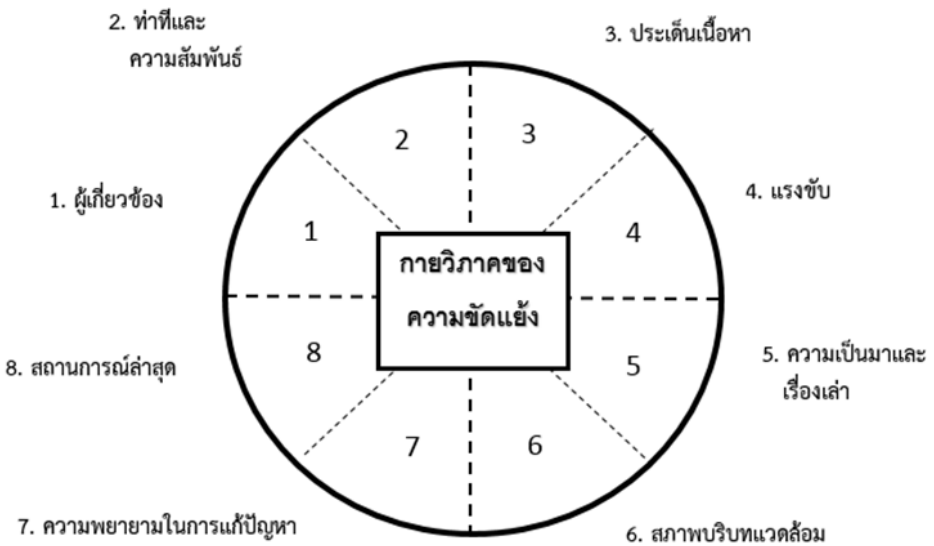 2. ท่าทีและ
ความสัมพันธ์
3. ประเด็นเนื้อหา
2
3
1. ผู้เกี่ยวข้อง
4. แรงขับ
1
4
กายวิภาคของ
ความขัดแย้ง
8
5
8. สถานการณ์ล่าสุด
5. ความเป็นมาและ
เรื่องเล่า
7
6
7. ความพยายามในการแก้ปัญหา
6. สภาพบริบทแวดล้อม